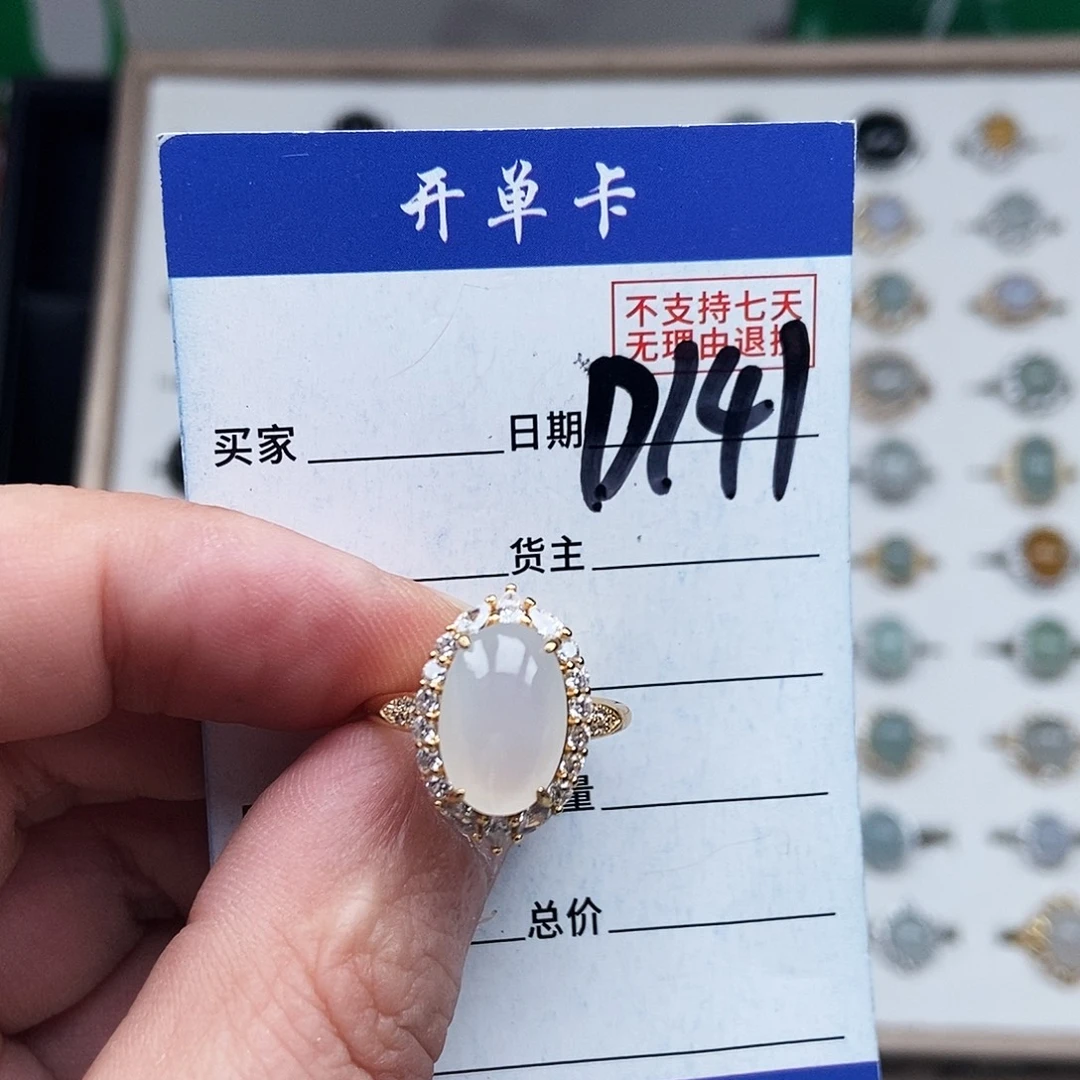 开单卡
不支持七天
无理由退换
买家 日期 D141
货主
量
总价